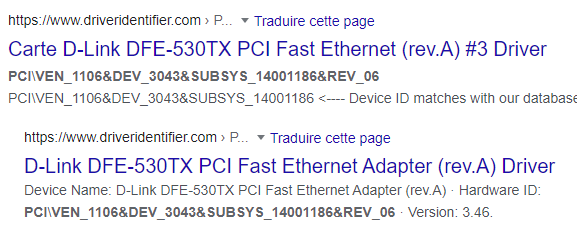 https://www.driveridentifier.com › P... ▼ Traduire cette page
Carte D-Link DFE-530TX PCI Fast Ethernet (rev.A) #3 Driver
PCI\VEN_1106&DEV_3043&SUBSYS_14001186&REV_06
PCI\VEN_1106&DEV_3043&SUBSYS_14001186 <---- Device ID matches with our database
https://www.driveridentifier.com › P... ▼ Traduire cette page
D-Link DFE-530TX PCI Fast Ethernet Adapter (rev.A) Driver
Device Name: D-Link DFE-530TX PCI Fast Ethernet Adapter (rev.A) · Hardware ID:
PCI\VEN_1106&DEV_3043&SUBSYS_14001186&REV_06 · Version: 3.46.